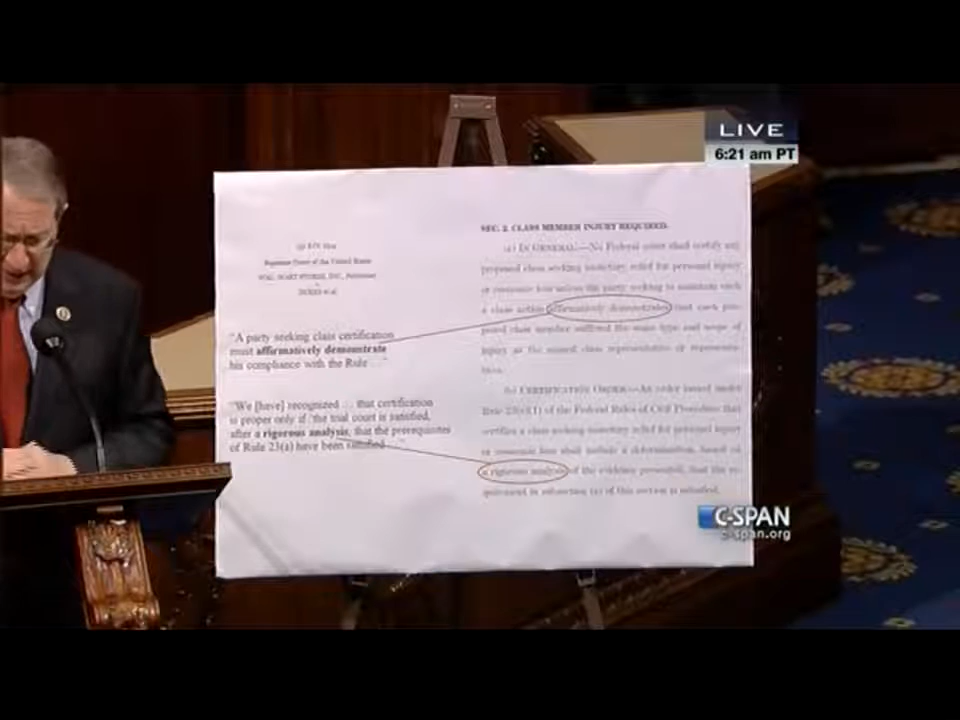 LIVE
6:21 am PT
Supreme Court of the United States
WAL-MART STORES, INC., Petitioner
DUKES et al.
"A party seeking class certification
must affirmatively demonstrate
his compliance with the Rule ..."
"We [have] recognized ... that certification
is proper only if 'the trial court is satisfied,
after a rigorous analysis, that the prerequisites
of Rule 23(a) have been satisfied ..."
SEC. 2. CLASS MEMBER INJURY REQUIRED.
(a) IN GENERAL.—No Federal court shall certify any
proposed class seeking monetary relief for personal injury
or economic loss unless the party seeking to maintain such
a class action affirmatively demonstrates that each pro-
posed class member suffered the same type and scope of
injury as the named class representative or representa-
tives.
(b) CERTIFICATION ORDER.—An order issued under
Rule 23(c)(1) of the Federal Rules of Civil Procedure that
certifies a class seeking monetary relief for personal injury
or economic loss shall include a determination, based on
a rigorous analysis of the evidence presented, that the re-
quirement in subsection (a) of this section is satisfied.
C-SPAN
c-span.org